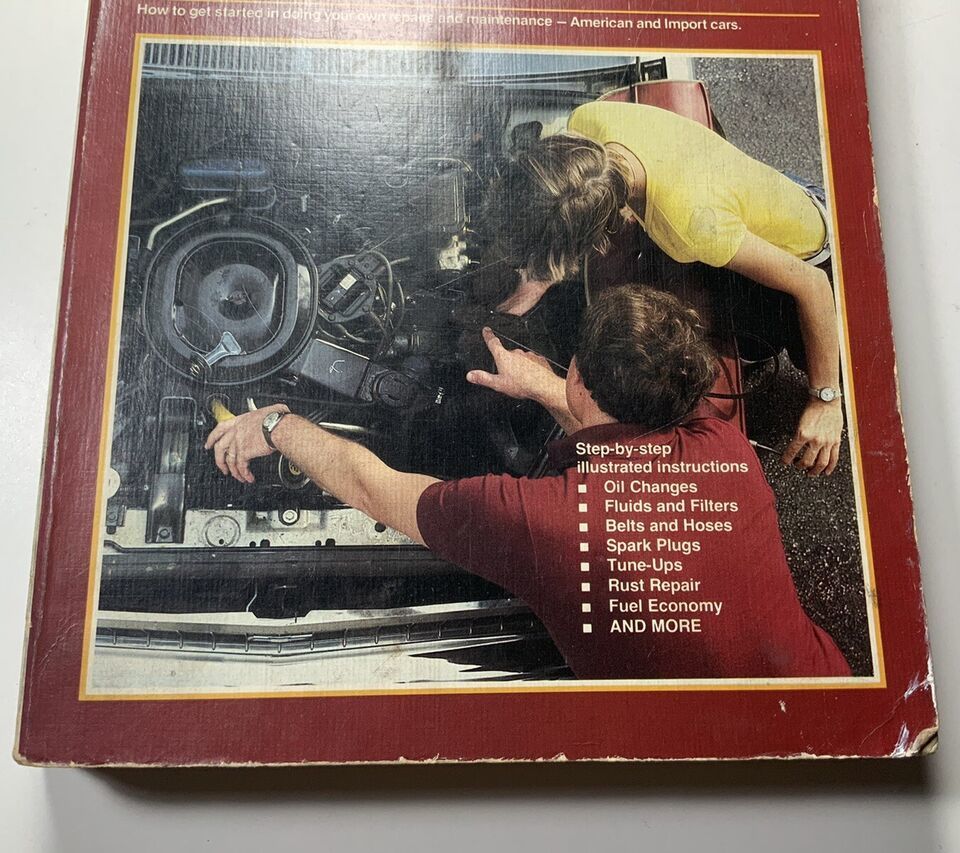 How to get started in doing your own repairs and maintenance — American and Import cars.
Step-by-step
illustrated instructions
■ Oil Changes
■ Fluids and Filters
■ Belts and Hoses
■ Spark Plugs
■ Tune-Ups
■ Rust Repair
■ Fuel Economy
■ AND MORE